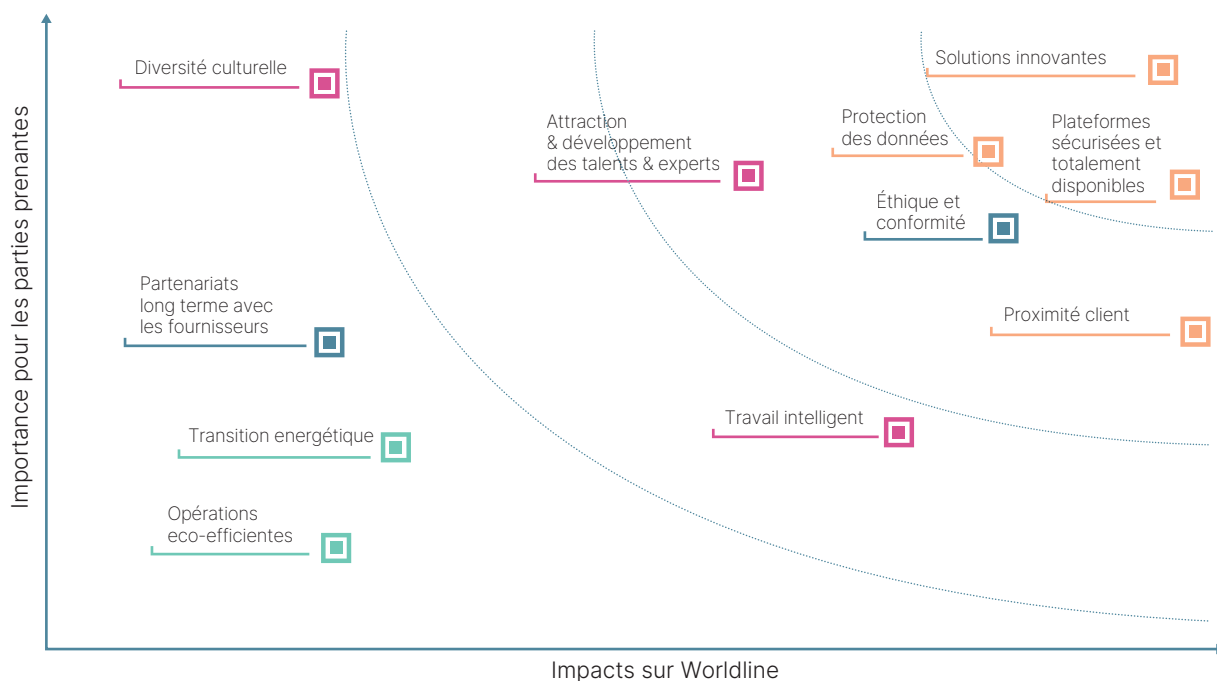 Importance pour les parties prenantes
Diversité culturelle
Attraction
& développement
des talents & experts
Solutions innovantes
Protection
des données
Plateformes
sécurisées et
totalement
disponibles
Éthique et
conformité
Partenariats
long terme avec
les fournisseurs
Proximité client
Transition energétique
Travail intelligent
Opérations
eco-efficientes
Impacts sur Worldline